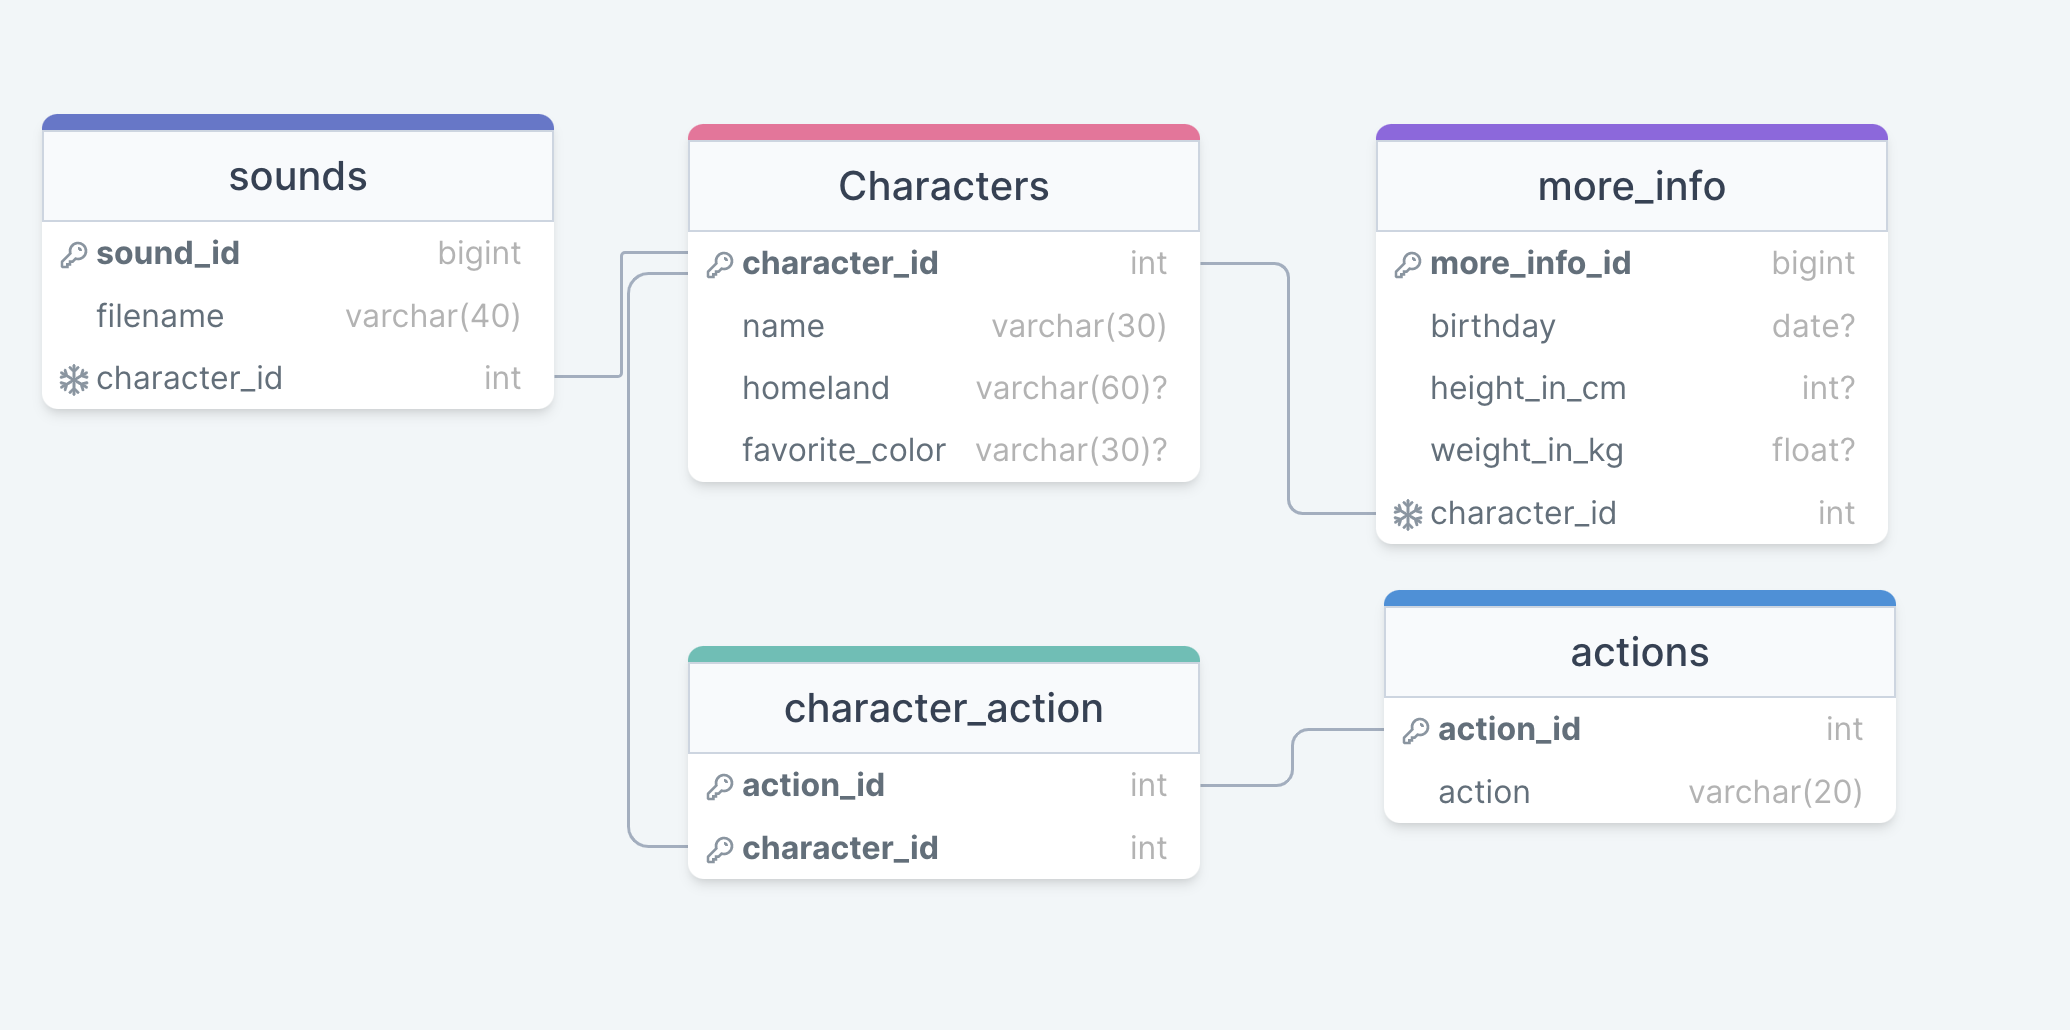 sounds
sound_id bigint
filename varchar(40)
character_id int
Characters
character_id int
name varchar(30)
homeland varchar(60)?
favorite_color varchar(30)?
more_info
more_info_id bigint
birthday date?
height_in_cm int?
weight_in_kg float?
character_id int
character_action
action_id int
character_id int
actions
action_id int
action varchar(20)